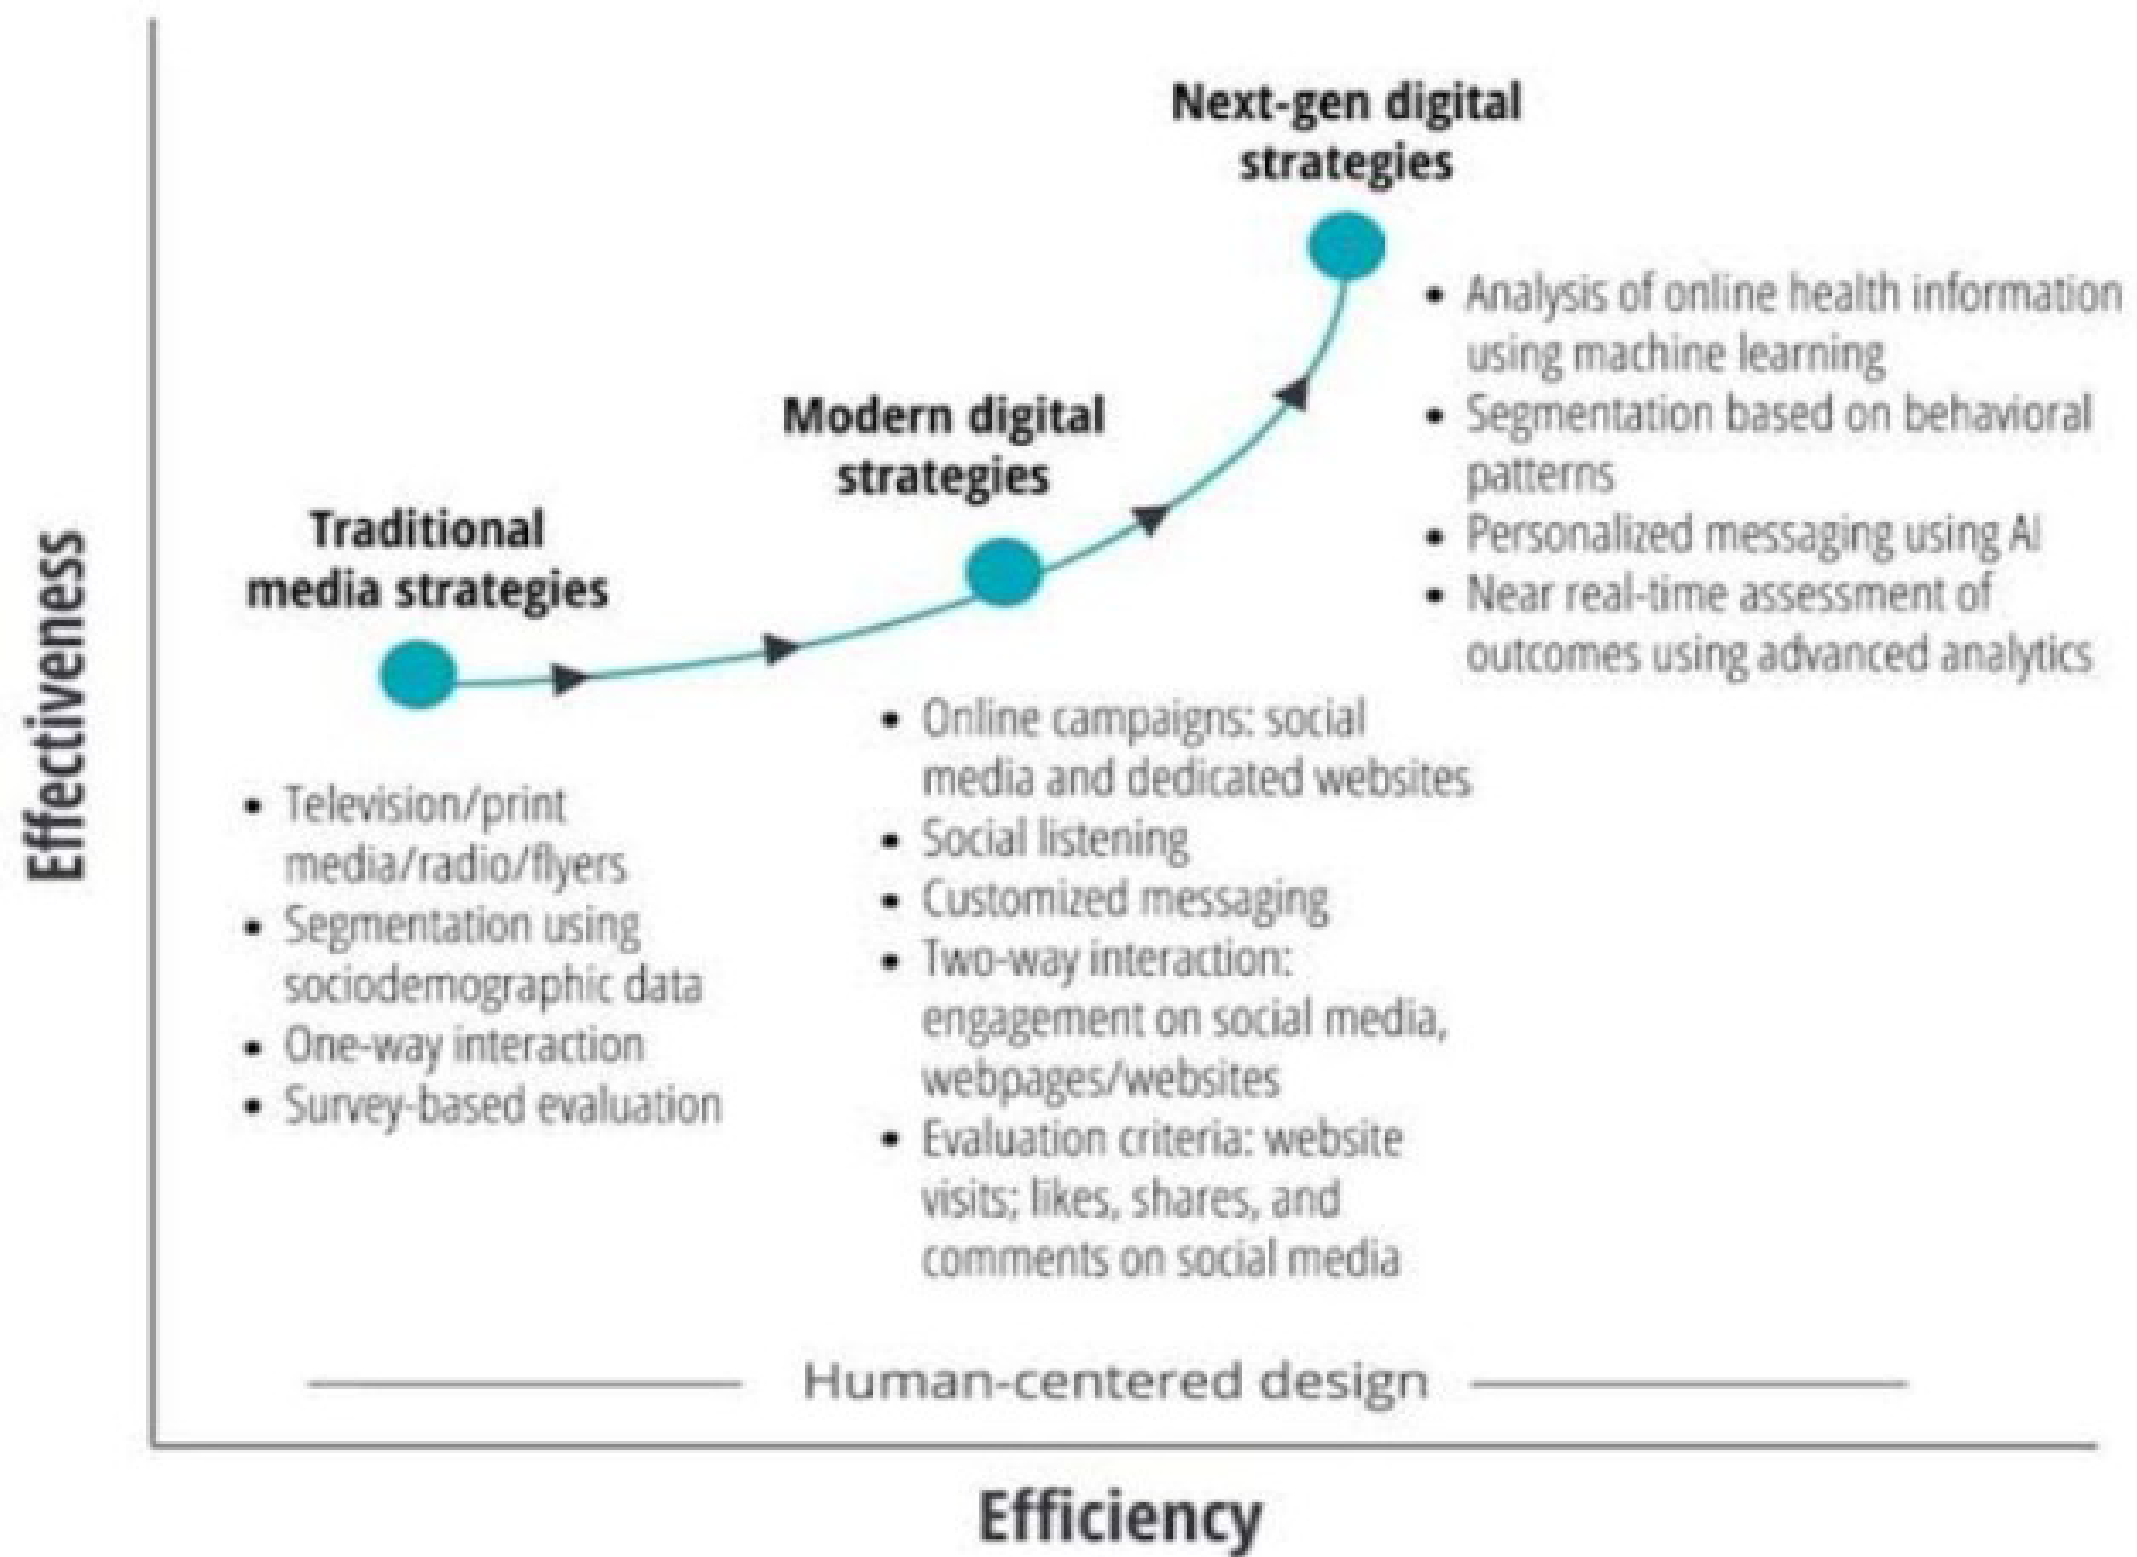 Next-gen digital
strategies
• Analysis of online health information
using machine learning
• Segmentation based on behavioral
patterns
• Personalized messaging using AI
• Near real-time assessment of
outcomes using advanced analytics
Modern digital
strategies
• Online campaigns: social
media and dedicated websites
• Social listening
• Customized messaging
• Two-way interaction:
engagement on social media,
webpages/websites
• Evaluation criteria: website
visits; likes, shares, and
comments on social media
Traditional
media strategies
• Television/print
media/radio/flyers
• Segmentation using
sociodemographic data
• One-way interaction
• Survey-based evaluation
Effectiveness
Human-centered design
Efficiency